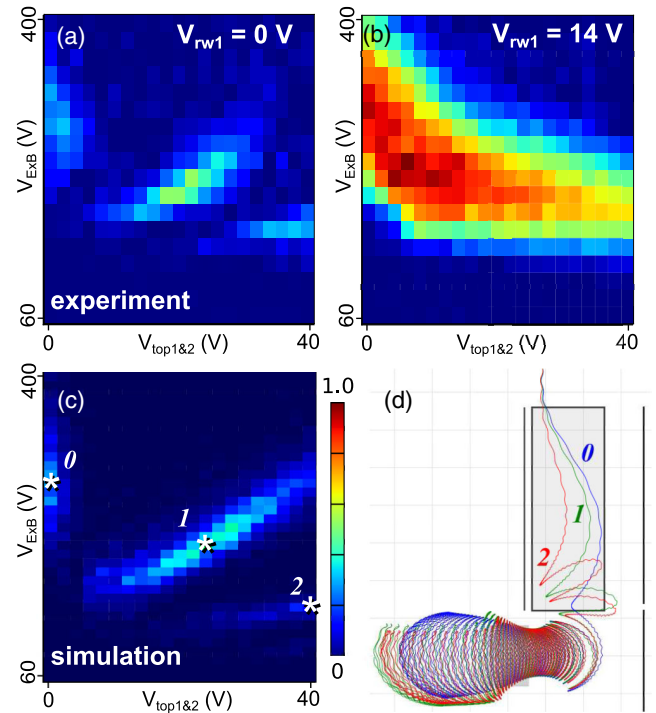 (a) V_rw1 = 0 V
(b) V_rw1 = 14 V
400
V_ExB (V)
60
experiment
0
V_top1&2 (V)
40
400
V_ExB (V)
60
0
V_top1&2 (V)
40
(c)
400
V_ExB (V)
60
0
1
2
simulation
0
V_top1&2 (V)
40
1.0
0
(d)
0
1
2